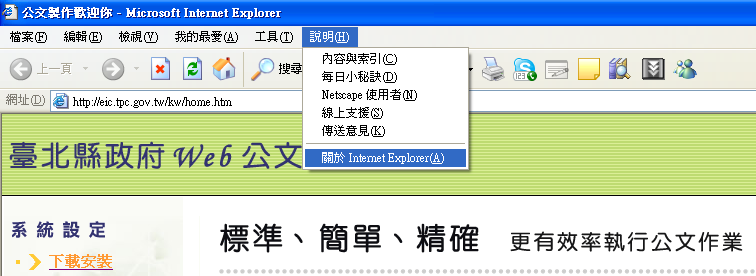 公文製作歡迎你 - Microsoft Internet Explorer
檔案(F) 編輯(E) 檢視(V) 我的最愛(A) 工具(T) 說明(H)
內容與索引(C)
每日小秘訣(D)
Netscape 使用者(N)
線上支援(S)
傳送意見(K)
關於 Internet Explorer(A)
上一頁 搜尋
網址(D) http://eic.tpc.gov.tw/kw/home.htm
臺北縣政府 Web 公文
系統設定
下載安裝
標準、簡單、精確 更有效率執行公文作業